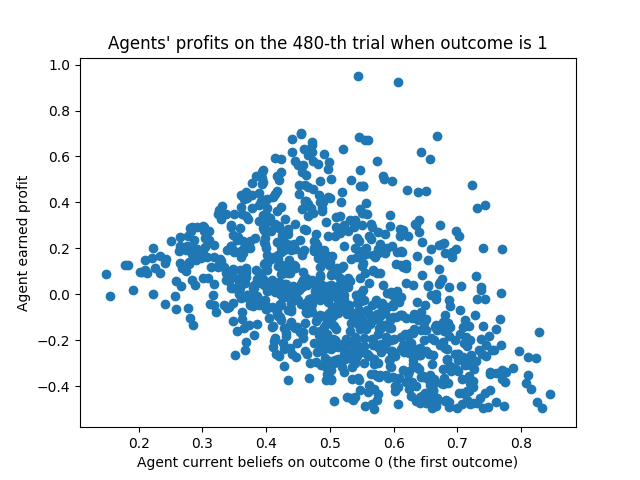 Agents' profits on the 480-th trial when outcome is 1
1.0
0.8
0.6
0.4
0.2
0.0
−0.2
−0.4
Agent earned profit
0.2 0.3 0.4 0.5 0.6 0.7 0.8
Agent current beliefs on outcome 0 (the first outcome)